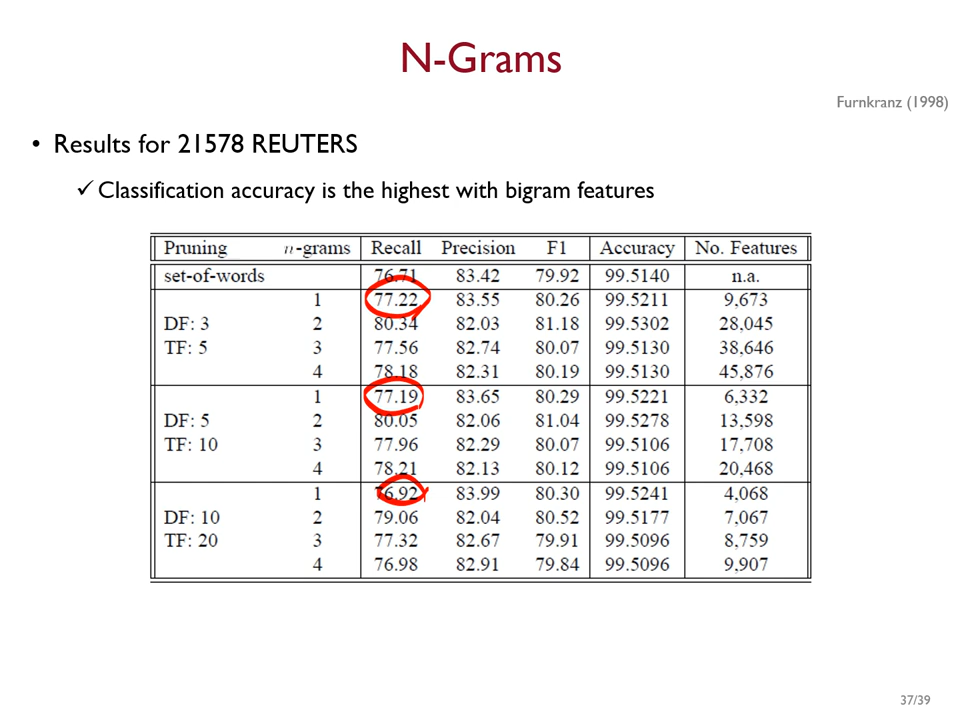 N-Grams
Furnkranz (1998)
• Results for 21578 REUTERS
✓ Classification accuracy is the highest with bigram features
Pruning n-grams Recall Precision F1 Accuracy No. Features
set-of-words 76.71 83.42 79.92 99.5140 n.a.
1 77.22 83.55 80.26 99.5211 9,673
DF: 3 2 80.34 82.03 81.18 99.5302 28,045
TF: 5 3 77.56 82.74 80.07 99.5130 38,646
4 78.18 82.31 80.19 99.5130 45,876
1 77.19 83.65 80.29 99.5221 6,332
DF: 5 2 80.05 82.06 81.04 99.5278 13,598
TF: 10 3 77.96 82.29 80.07 99.5106 17,708
4 78.21 82.13 80.12 99.5106 20,468
1 76.92 83.99 80.30 99.5241 4,068
DF: 10 2 79.06 82.04 80.52 99.5177 7,067
TF: 20 3 77.32 82.67 79.91 99.5096 8,759
4 76.98 82.91 79.84 99.5096 9,907
37/39